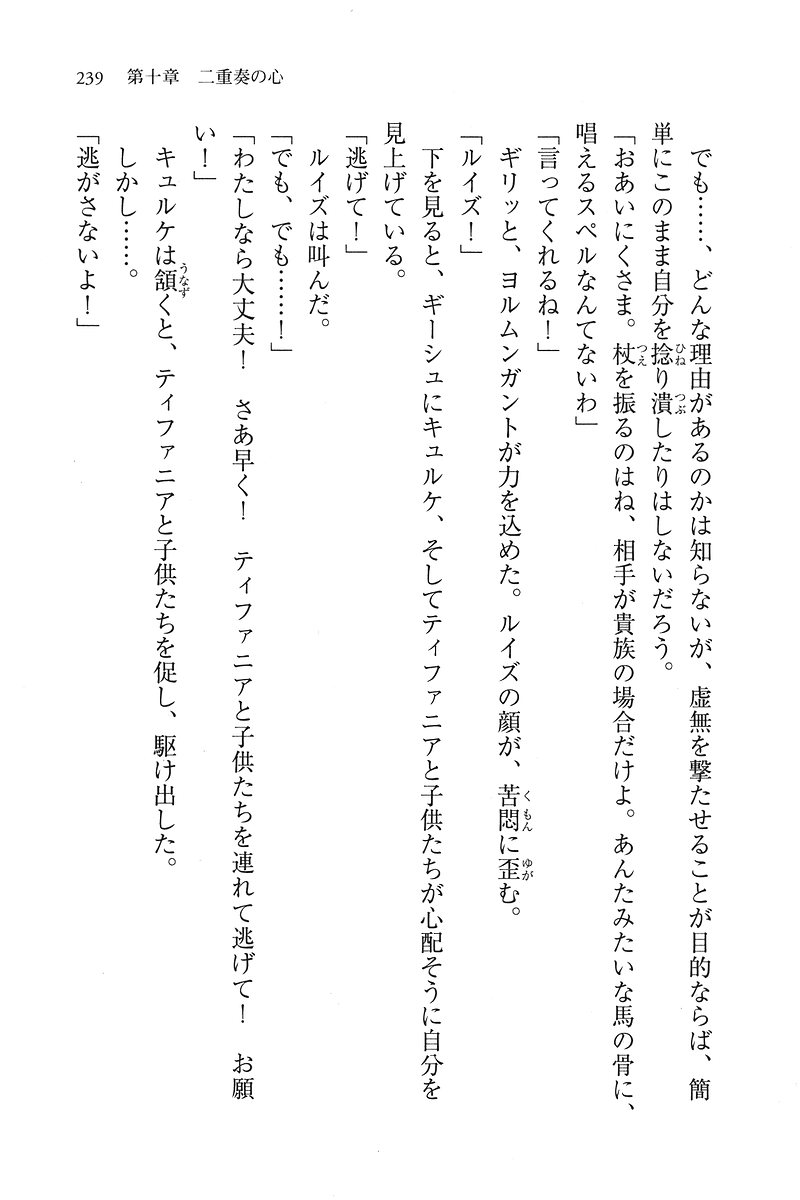 239 第十章　二重奏の心
　でも……、どんな理由があるのかは知らないが、虚無を撃たせることが目的ならば、簡
単にこのまま自分を捻り潰したりはしないだろう。
「おあいにくさま。杖を振るのはね、相手が貴族の場合だけよ。あんたみたいな馬の骨に、
唱えるスペルなんてないわ」
「言ってくれるね！」
　ギリッと、ヨルムンガントが力を込めた。ルイズの顔が、苦悶に歪む。
「ルイズ！」
　下を見ると、ギーシュにキュルケ、そしてティファニアと子供たちが心配そうに自分を
見上げている。
「逃げて！」
　ルイズは叫んだ。
「でも、でも……！」
「わたしなら大丈夫！　さあ早く！　ティファニアと子供たちを連れて逃げて！　お願
い！」
　キュルケは頷くと、ティファニアと子供たちを促し、駆け出した。
　しかし……。
「逃がさないよ！」